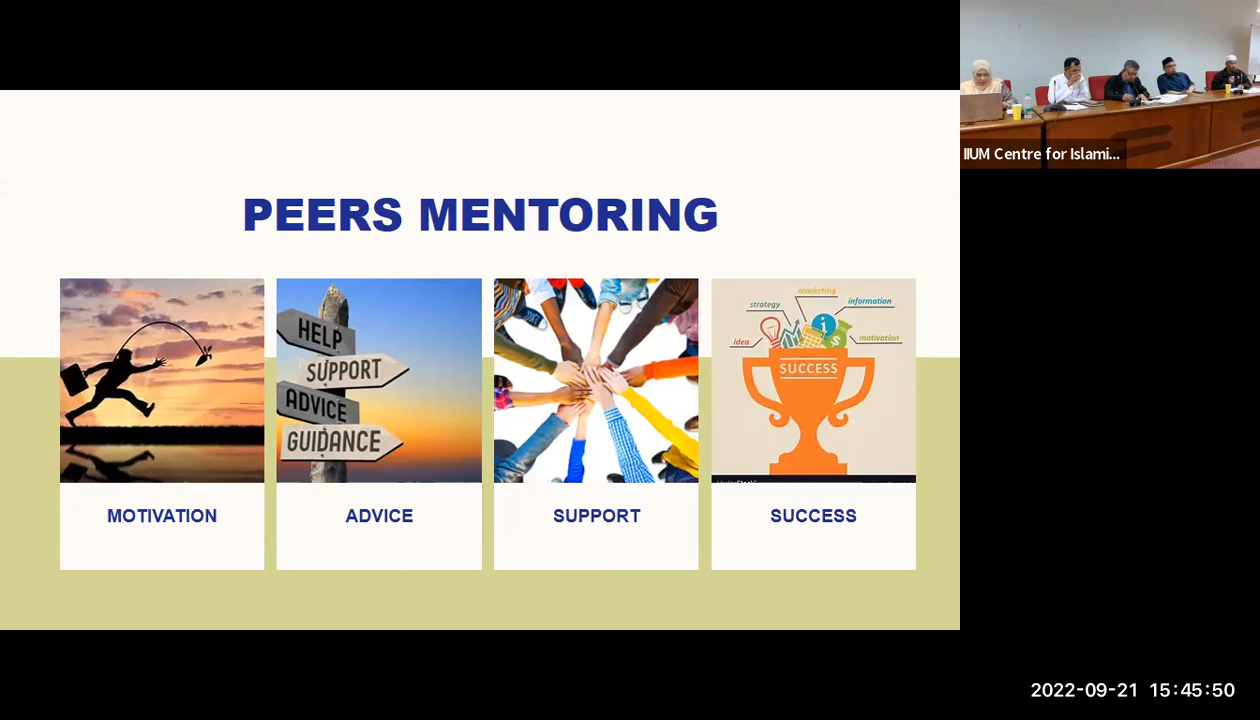 IIUM Centre for Islami...
PEERS MENTORING
HELP
SUPPORT
ADVICE
GUIDANCE
marketing
strategy
information
idea
motivation
SUCCESS
MOTIVATION
ADVICE
SUPPORT
SUCCESS
2022-09-21 15:45:50